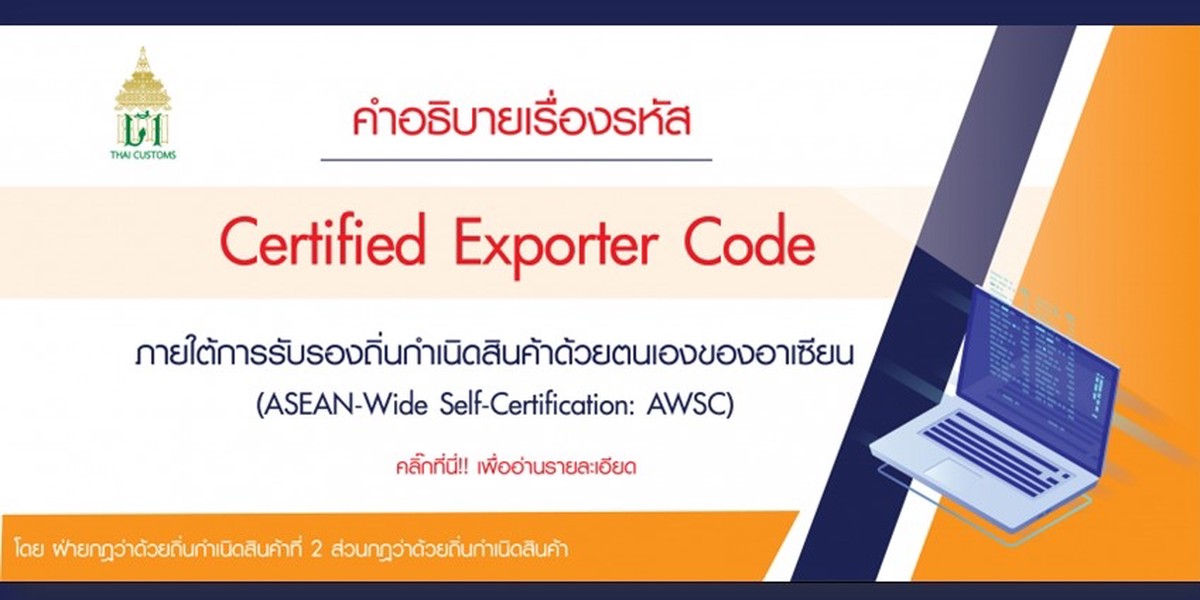 THAI CUSTOMS
คำอธิบายเรื่องรหัส
Certified Exporter Code
ภายใต้การรับรองถิ่นกำเนิดสินค้าด้วยตนเองของอาเซียน
(ASEAN-Wide Self-Certification: AWSC)
คลิ๊กที่นี่!! เพื่ออ่านรายละเอียด
โดย ฝ่ายกฎว่าด้วยถิ่นกำเนิดสินค้าที่ 2 ส่วนกฎว่าด้วยถิ่นกำเนิดสินค้า